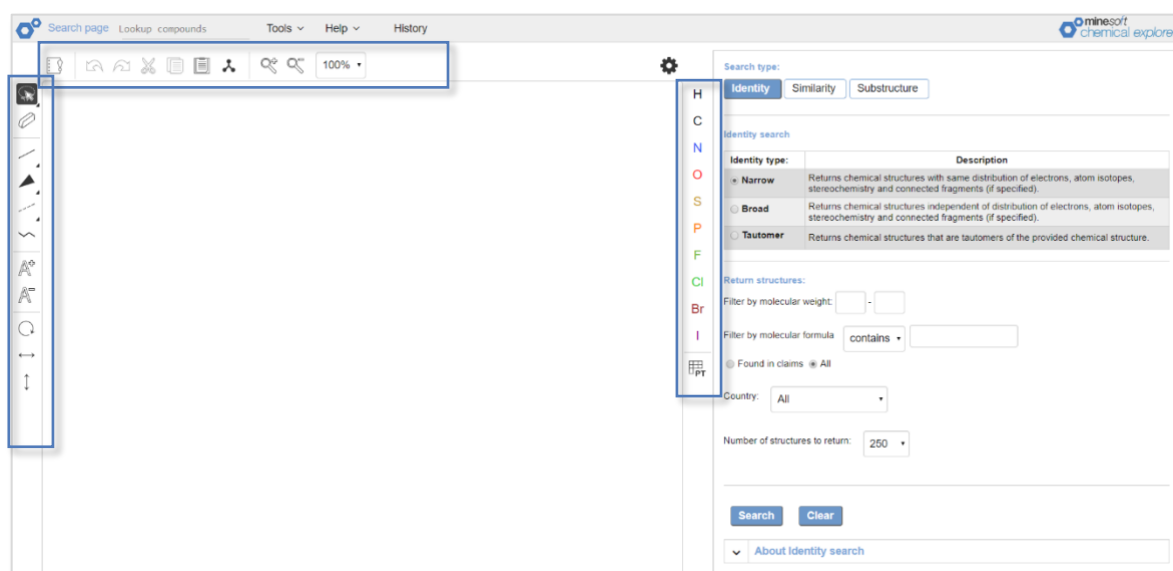 Search page Lookup compounds Tools Help History
minesoft
chemical explore
100%
H
C
N
O
S
P
F
Cl
Br
I
PT
A+
A-
Search type:
Identity Similarity Substructure
Identity search
Identity type: Description
Narrow Returns chemical structures with same distribution of electrons, atom isotopes,
stereochemistry and connected fragments (if specified).
Broad Returns chemical structures independent of distribution of electrons, atom isotopes,
stereochemistry and connected fragments (if specified).
Tautomer Returns chemical structures that are tautomers of the provided chemical structure.
Return structures:
Filter by molecular weight: -
Filter by molecular formula contains
Found in claims All
Country: All
Number of structures to return: 250
Search Clear
About Identity search